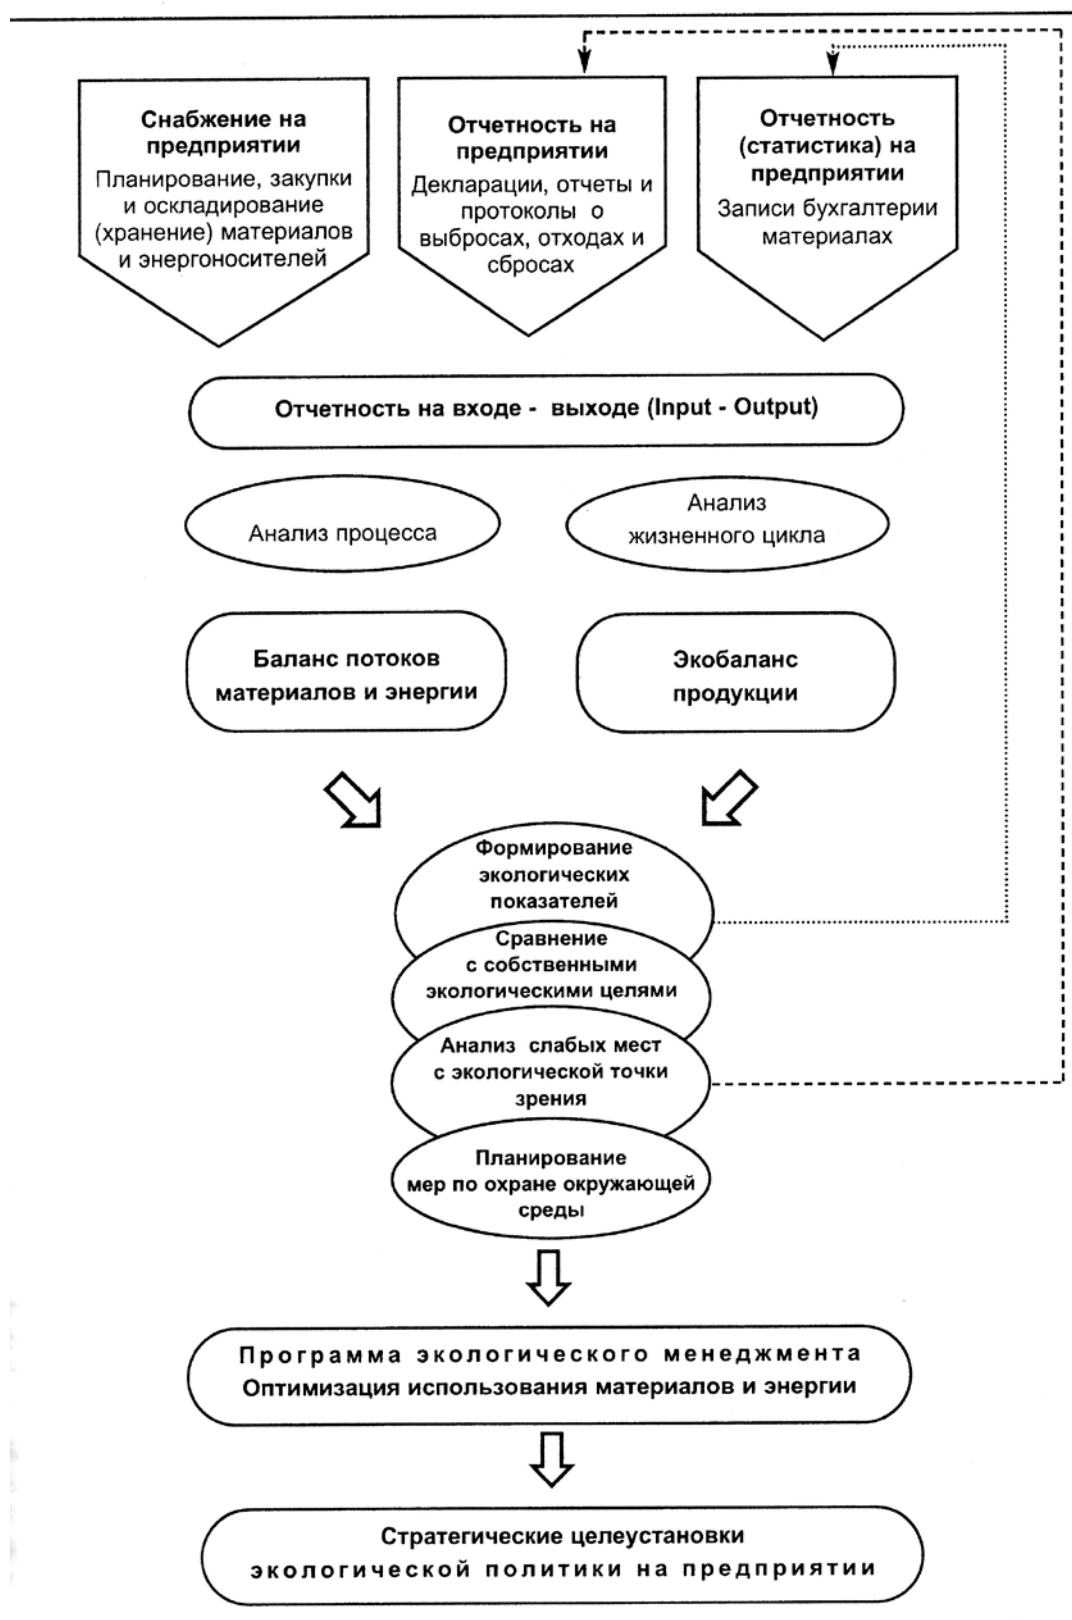 Снабжение на
предприятии
Планирование, закупки
и оскладирование
(хранение) материалов
и энергоносителей
Отчетность на
предприятии
Декларации, отчеты и
протоколы о
выбросах, отходах и
сбросах
Отчетность
(статистика) на
предприятии
Записи бухгалтерии
материалах
Отчетность на входе - выходе (Input - Output)
Анализ процесса
Анализ
жизненного цикла
Баланс потоков
материалов и энергии
Экобаланс
продукции
Формирование
экологических
показателей
Сравнение
с собственными
экологическими целями
Анализ слабых мест
с экологической точки
зрения
Планирование
мер по охране окружающей
среды
Программа экологического менеджмента
Оптимизация использования материалов и энергии
Стратегические целеустановки
экологической политики на предприятии